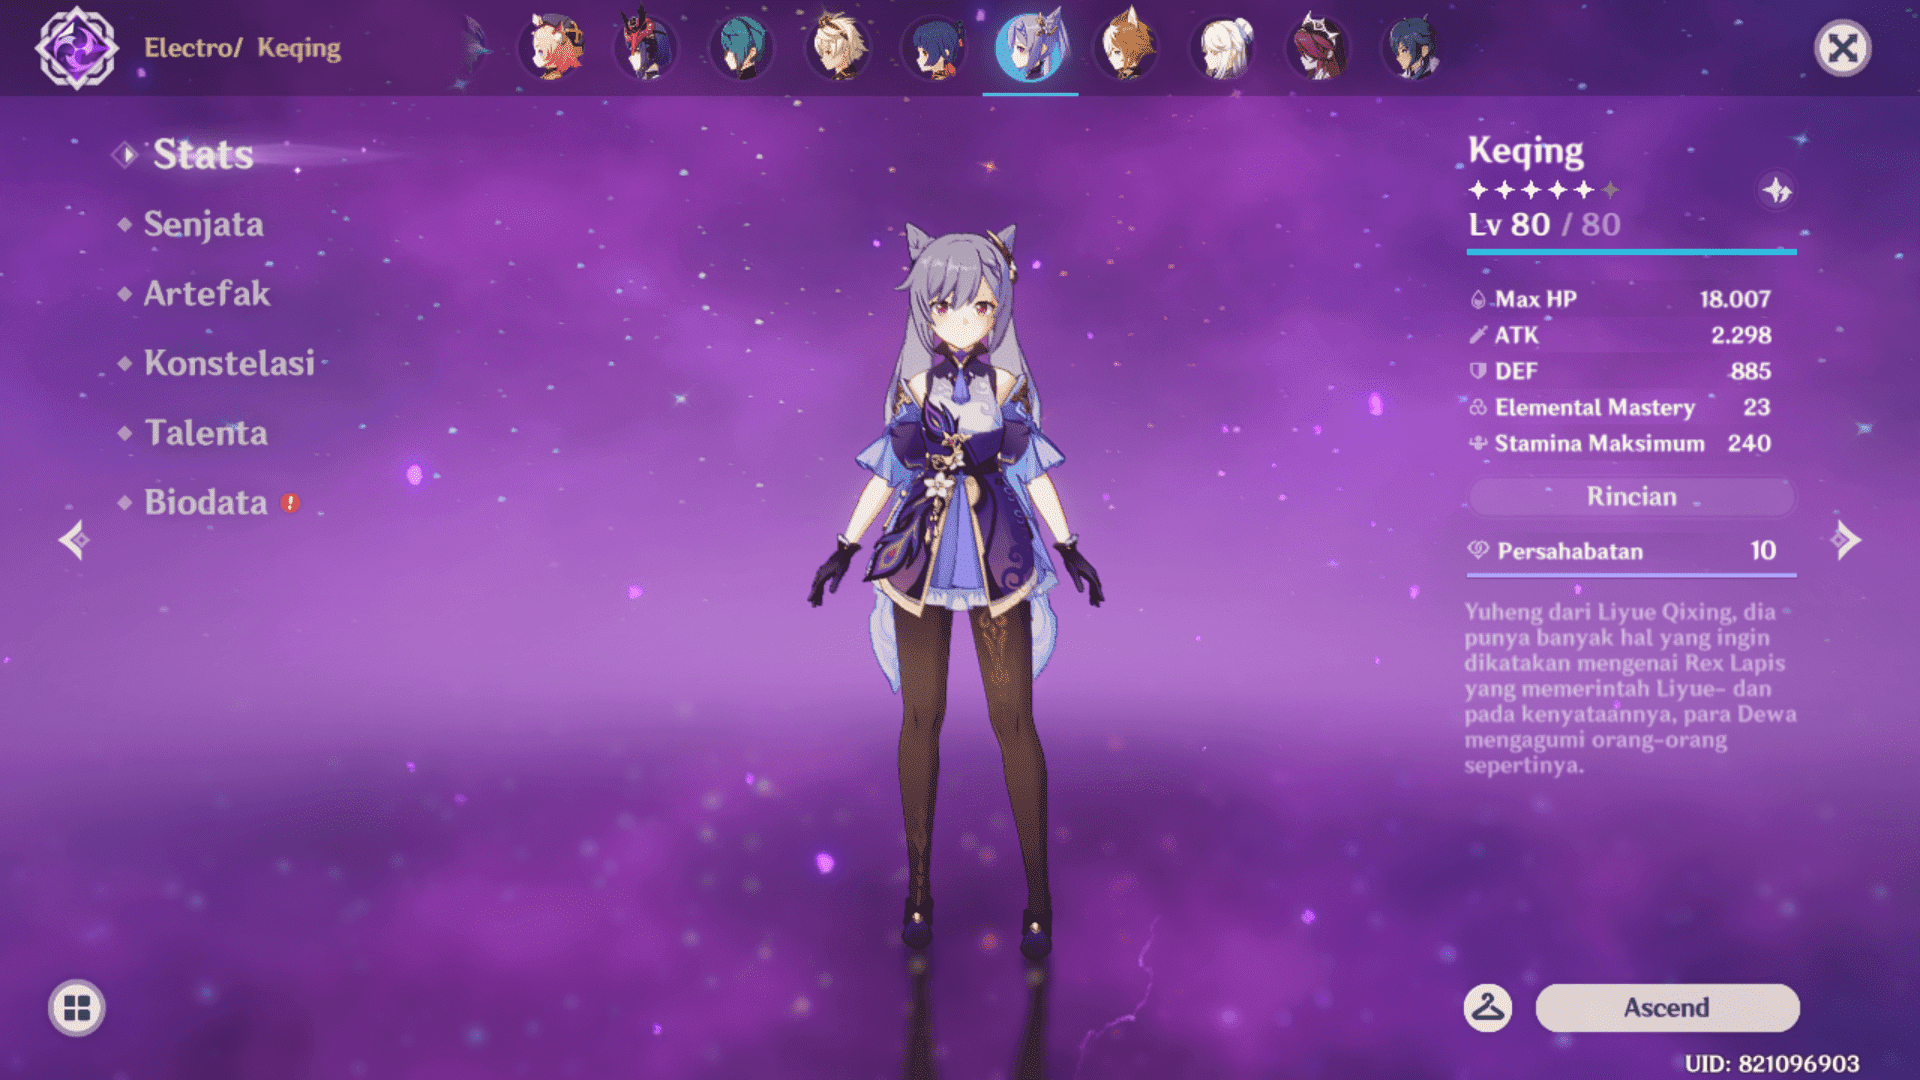 Electro/ Keqing
Stats
Senjata
Artefak
Konstelasi
Talenta
Biodata
Keqing
Lv 80 / 80
Max HP 18.007
ATK 2.298
DEF 885
Elemental Mastery 23
Stamina Maksimum 240
Rincian
Persahabatan 10
Yuheng dari Liyue Qixing, dia
punya banyak hal yang ingin
dikatakan mengenai Rex Lapis
yang memerintah Liyue- dan
pada kenyataannya, para Dewa
mengagumi orang-orang
sepertinya.
Ascend
UID: 821096903